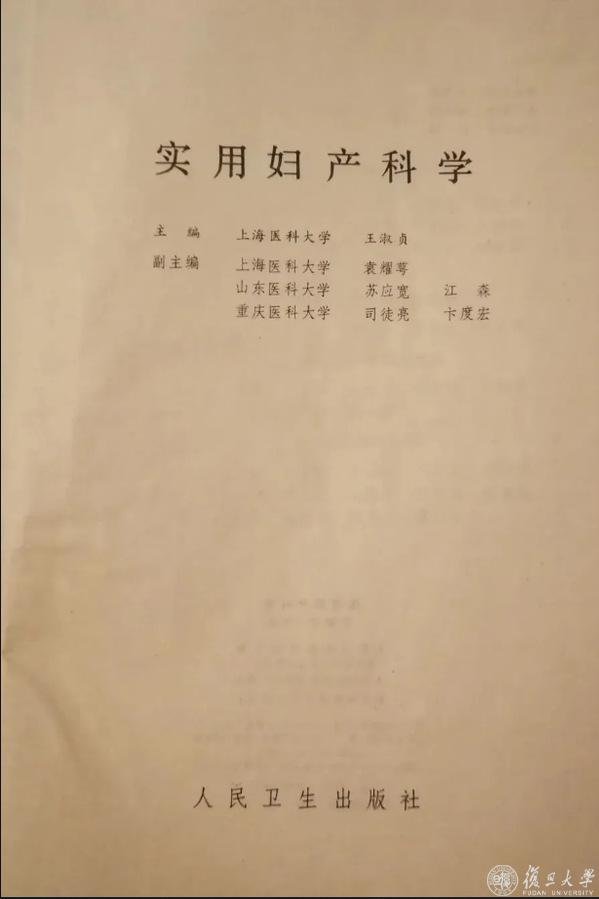 实用妇产科学
主 编 上海医科大学 王淑贞
副主编 上海医科大学 袁耀萼
山东医科大学 苏应宽 江 森
重庆医科大学 司徒亮 卞度宏
人民卫生出版社
復旦大学
FUDAN UNIVERSITY